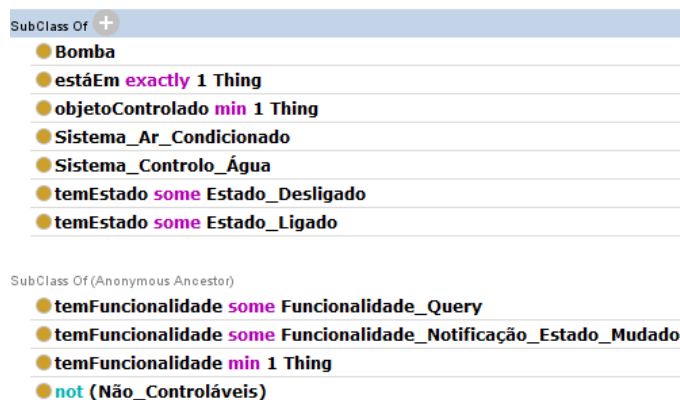 SubClass Of
Bomba
estáEm exactly 1 Thing
objetoControlado min 1 Thing
Sistema_Ar_Condicionado
Sistema_Controlo_Água
temEstado some Estado_Desligado
temEstado some Estado_Ligado
SubClass Of (Anonymous Ancestor)
temFuncionalidade some Funcionalidade_Query
temFuncionalidade some Funcionalidade_Notificação_Estado_Mudado
temFuncionalidade min 1 Thing
not (Não_Controláveis)